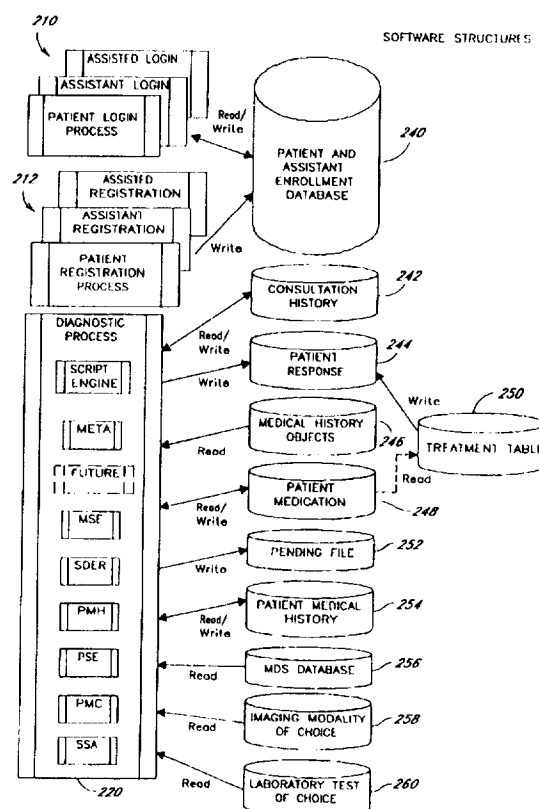 SOFTWARE STRUCTURES
210
ASSISTED LOGIN
ASSISTANT LOGIN
PATIENT LOGIN
PROCESS
Read/
Write
PATIENT AND
ASSISTANT
ENROLLMENT
DATABASE
240
212
ASSISTED
REGISTRATION
ASSISTANT
REGISTRATION
PATIENT
REGISTRATION
PROCESS
Write
DIAGNOSTIC
PROCESS
SCRIPT
ENGINE
META
FUTURE
MSE
SDER
PMH
PSE
PMC
SSA
220
Read/
Write
CONSULTATION
HISTORY
242
Write
PATIENT
RESPONSE
244
Write
250
TREATMENT TABLE
Read
MEDICAL HISTORY
OBJECTS
246
Read
Read/
Write
PATIENT
MEDICATION
248
Write
PENDING FILE
252
Read/
Write
PATIENT MEDICAL
HISTORY
254
Read
MDS DATABASE
256
Read
IMAGING MODALITY
OF CHOICE
258
Read
LABORATORY TEST
OF CHOICE
260